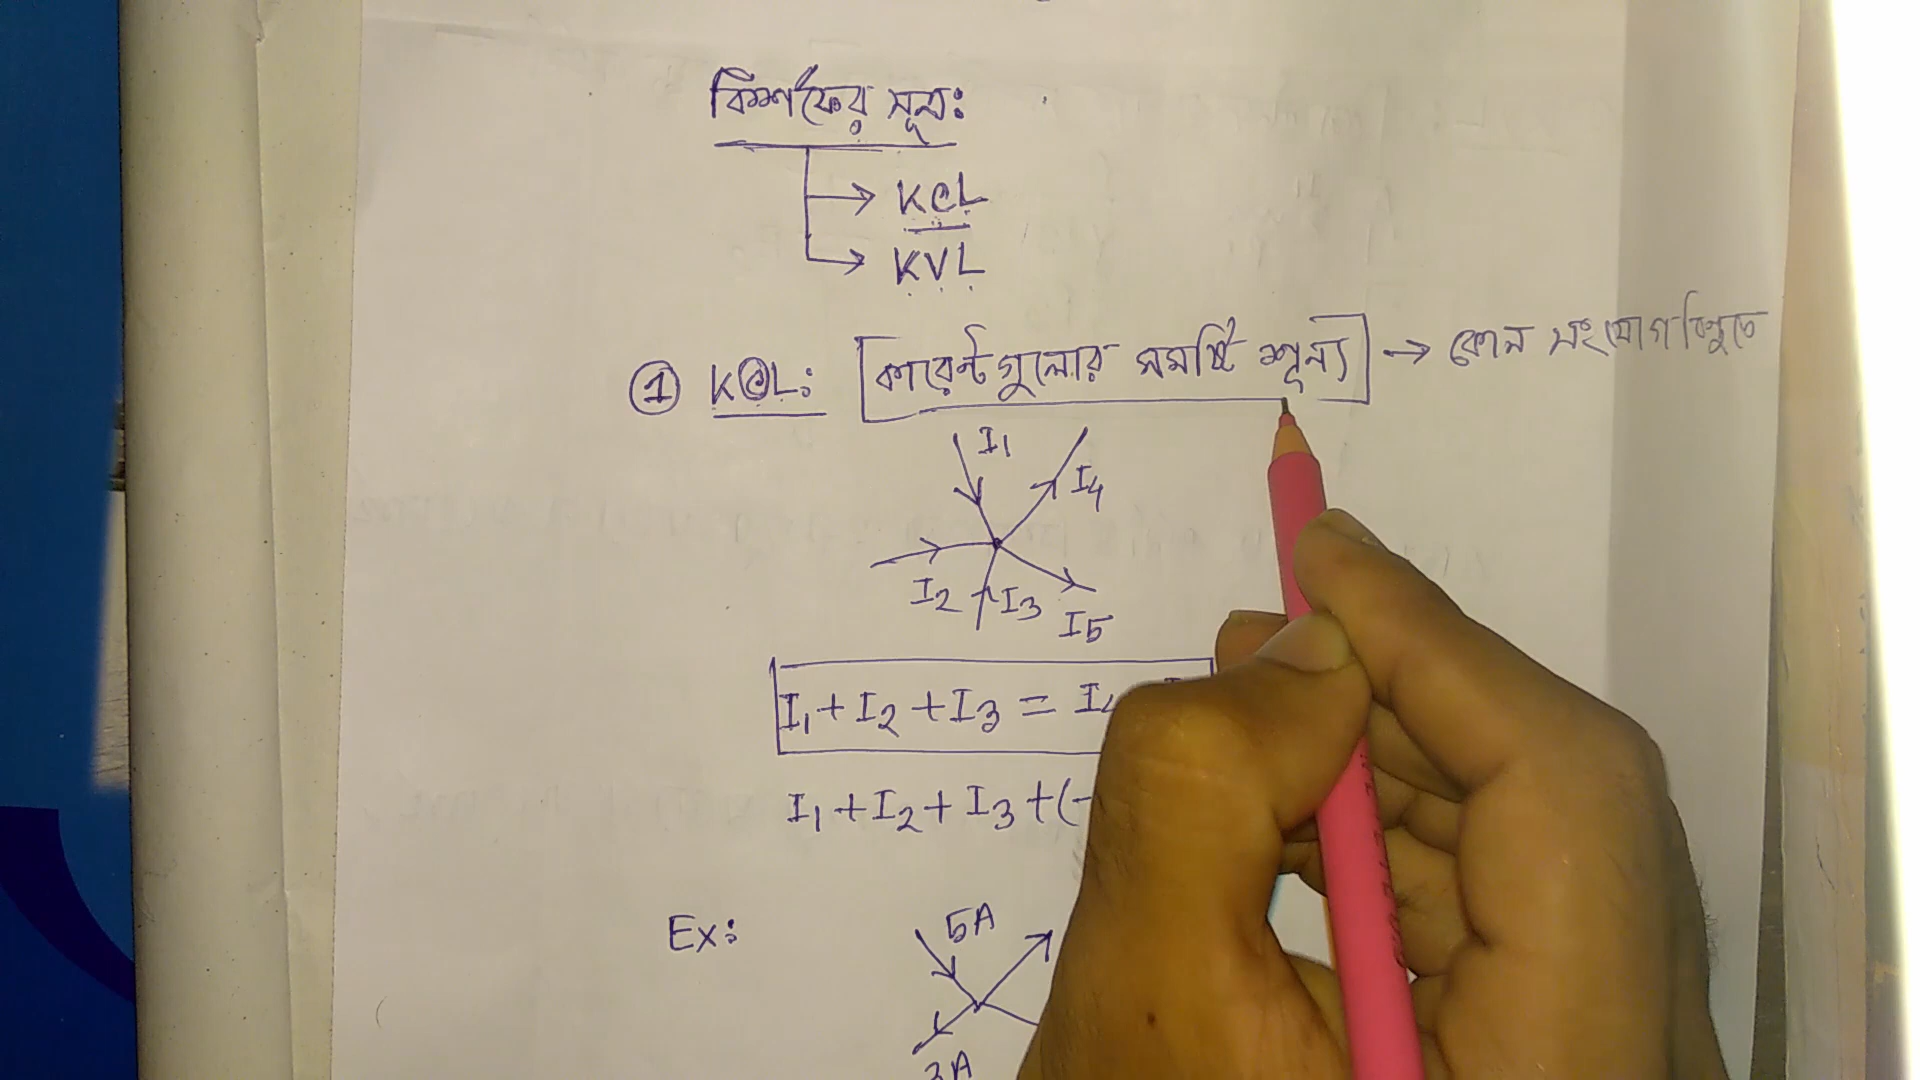 কির্শফের সূত্র:
→ KCL
→ KVL
① KCL: [কারেন্টগুলোর সমষ্টি শূন্য] → কোন সংযোগ বিন্দুতে
I₁
I₄
I₂ I₃
I₅
I₁ + I₂ + I₃ = I₄
I₁ + I₂ + I₃ + (-
Ex: 5A
3A